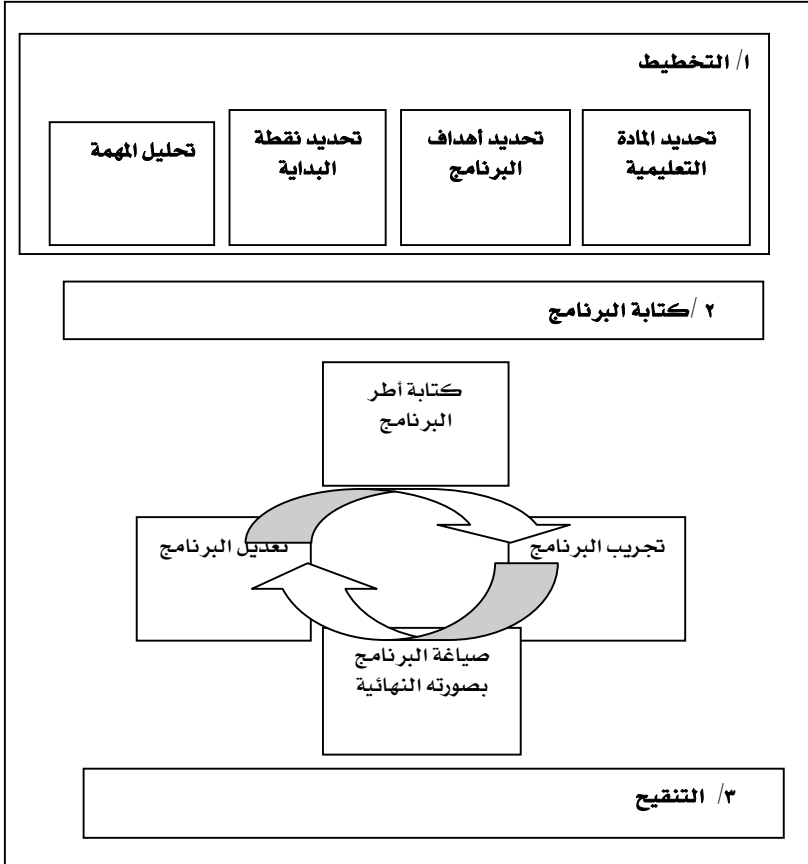 ١/ التخطيط
تحديد المادة
التعليمية
تحديد أهداف
البرنامج
تحديد نقطة
البداية
تحليل المهمة
٢ /كتابة البرنامج
كتابة أطر
البرنامج
تجريب البرنامج
تعديل البرنامج
صياغة البرنامج
بصورته النهائية
٣/ التنقيح